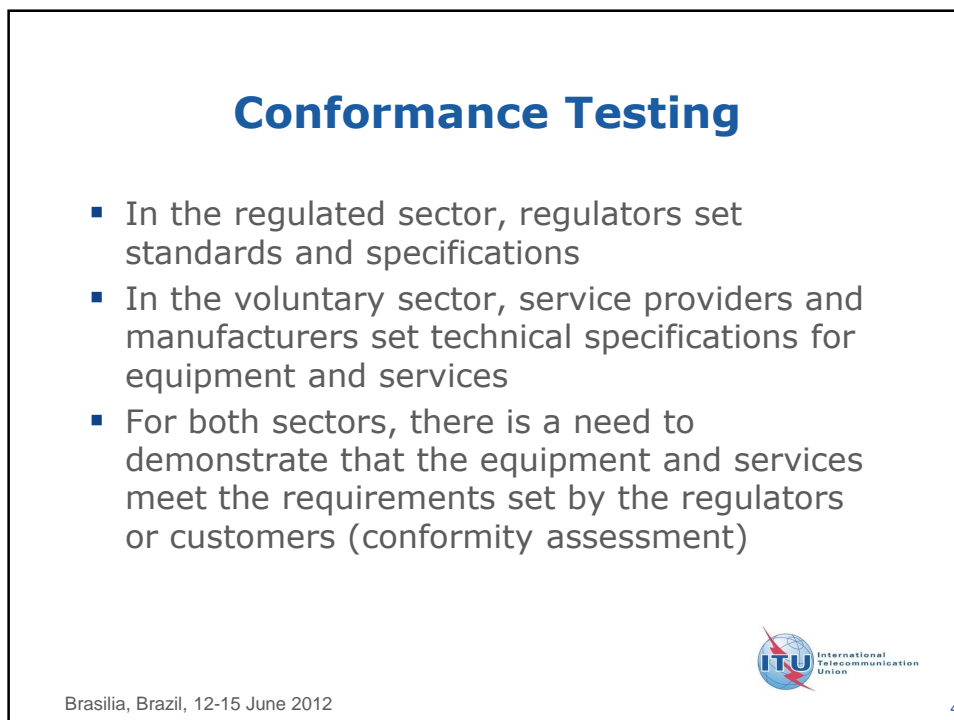 Conformance Testing
▪ In the regulated sector, regulators set
standards and specifications
▪ In the voluntary sector, service providers and
manufacturers set technical specifications for
equipment and services
▪ For both sectors, there is a need to
demonstrate that the equipment and services
meet the requirements set by the regulators
or customers (conformity assessment)
ITU
International
Telecommunication
Union
Brasilia, Brazil, 12-15 June 2012
4